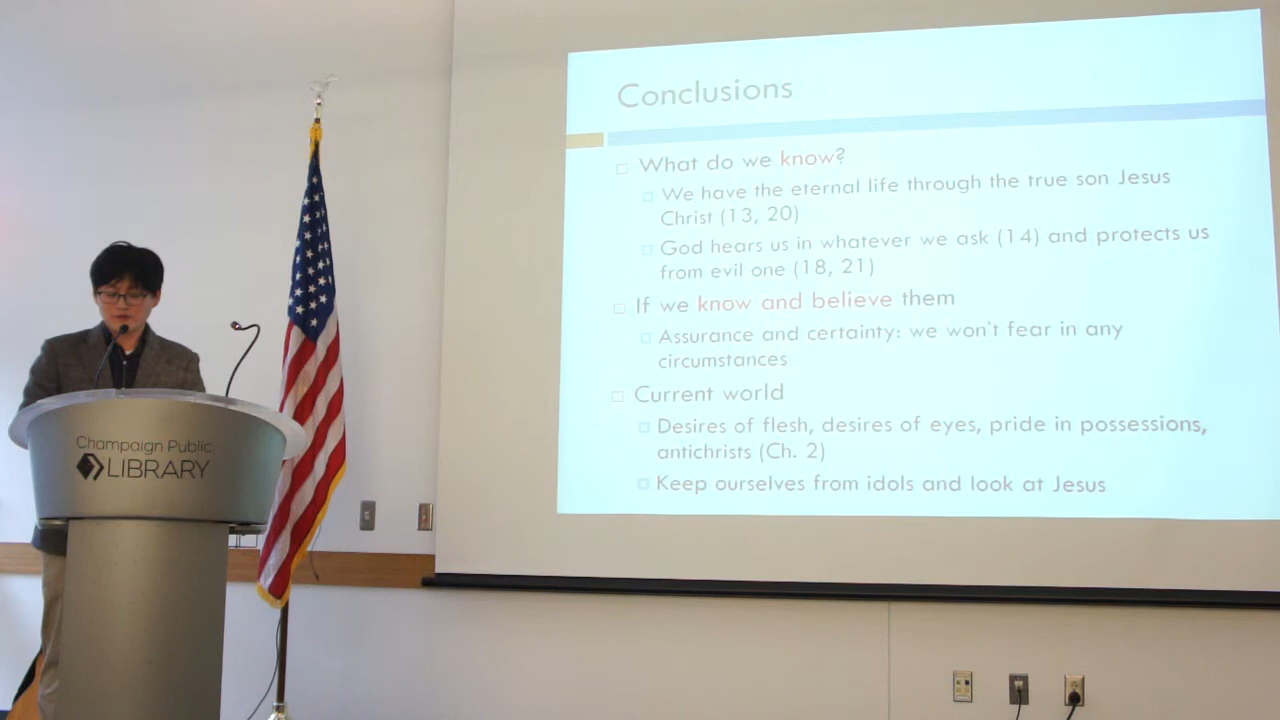 Conclusions
What do we know?
We have the eternal life through the true son Jesus
Christ (13, 20)
God hears us in whatever we ask (14) and protects us
from evil one (18, 21)
If we know and believe them
Assurance and certainty: we won't fear in any
circumstances
Current world
Desires of flesh, desires of eyes, pride in possessions,
antichrists (Ch. 2)
Keep ourselves from idols and look at Jesus
Champaign Public
LIBRARY